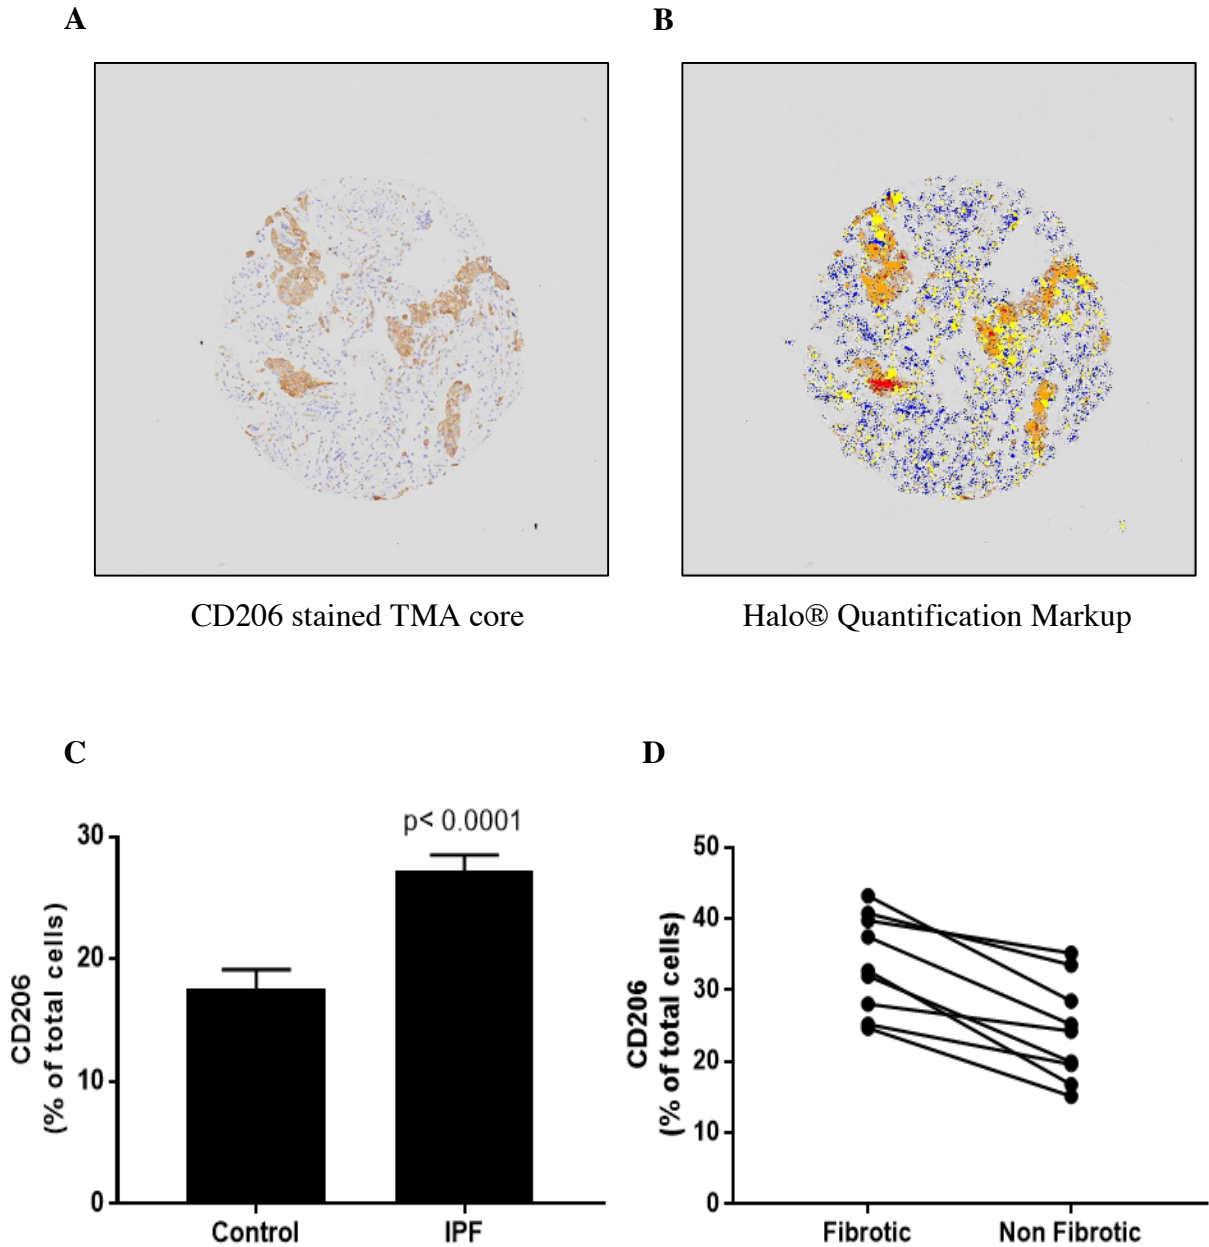 A
B
CD206 stained TMA core
Halo® Quantification Markup
C
D
p< 0.0001
30
20
10
0
CD206
(% of total cells)
Control
IPF
50
40
30
20
10
0
CD206
(% of total cells)
Fibrotic
Non Fibrotic